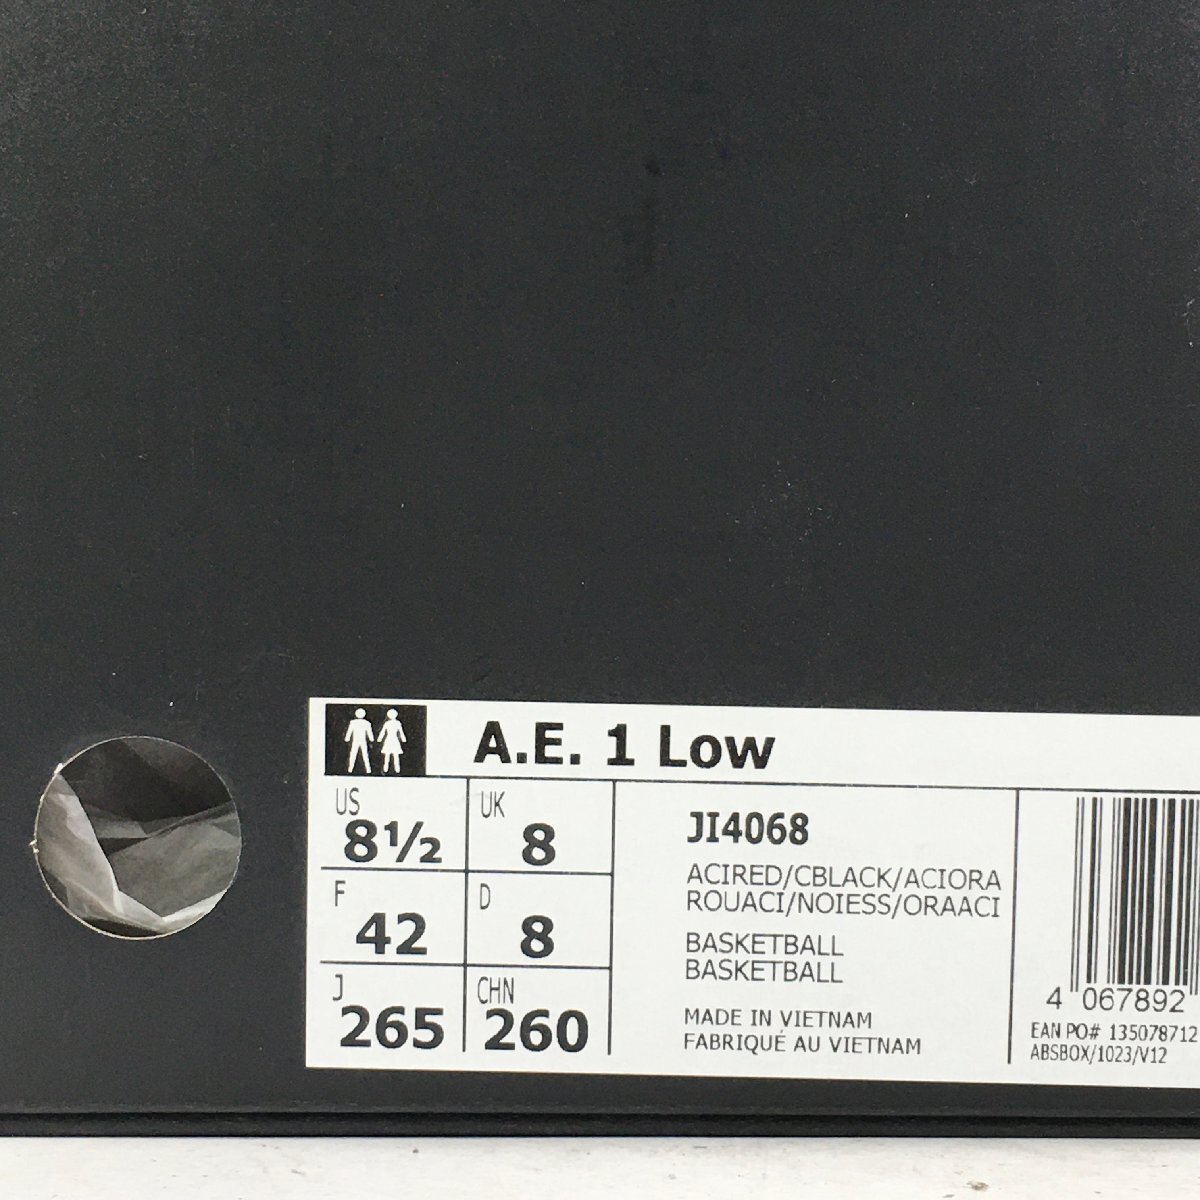 A.E. 1 Low
US
8½
UK
8
F
42
D
8
J
265
CHN
260
JI4068
ACIRED/CBLACK/ACIORA
ROUACI/NOIESS/ORAACI
BASKETBALL
BASKETBALL
MADE IN VIETNAM
FABRIQUÉ AU VIETNAM
4 067892
EAN PO# 135078712
ABSBOX/1023/V12